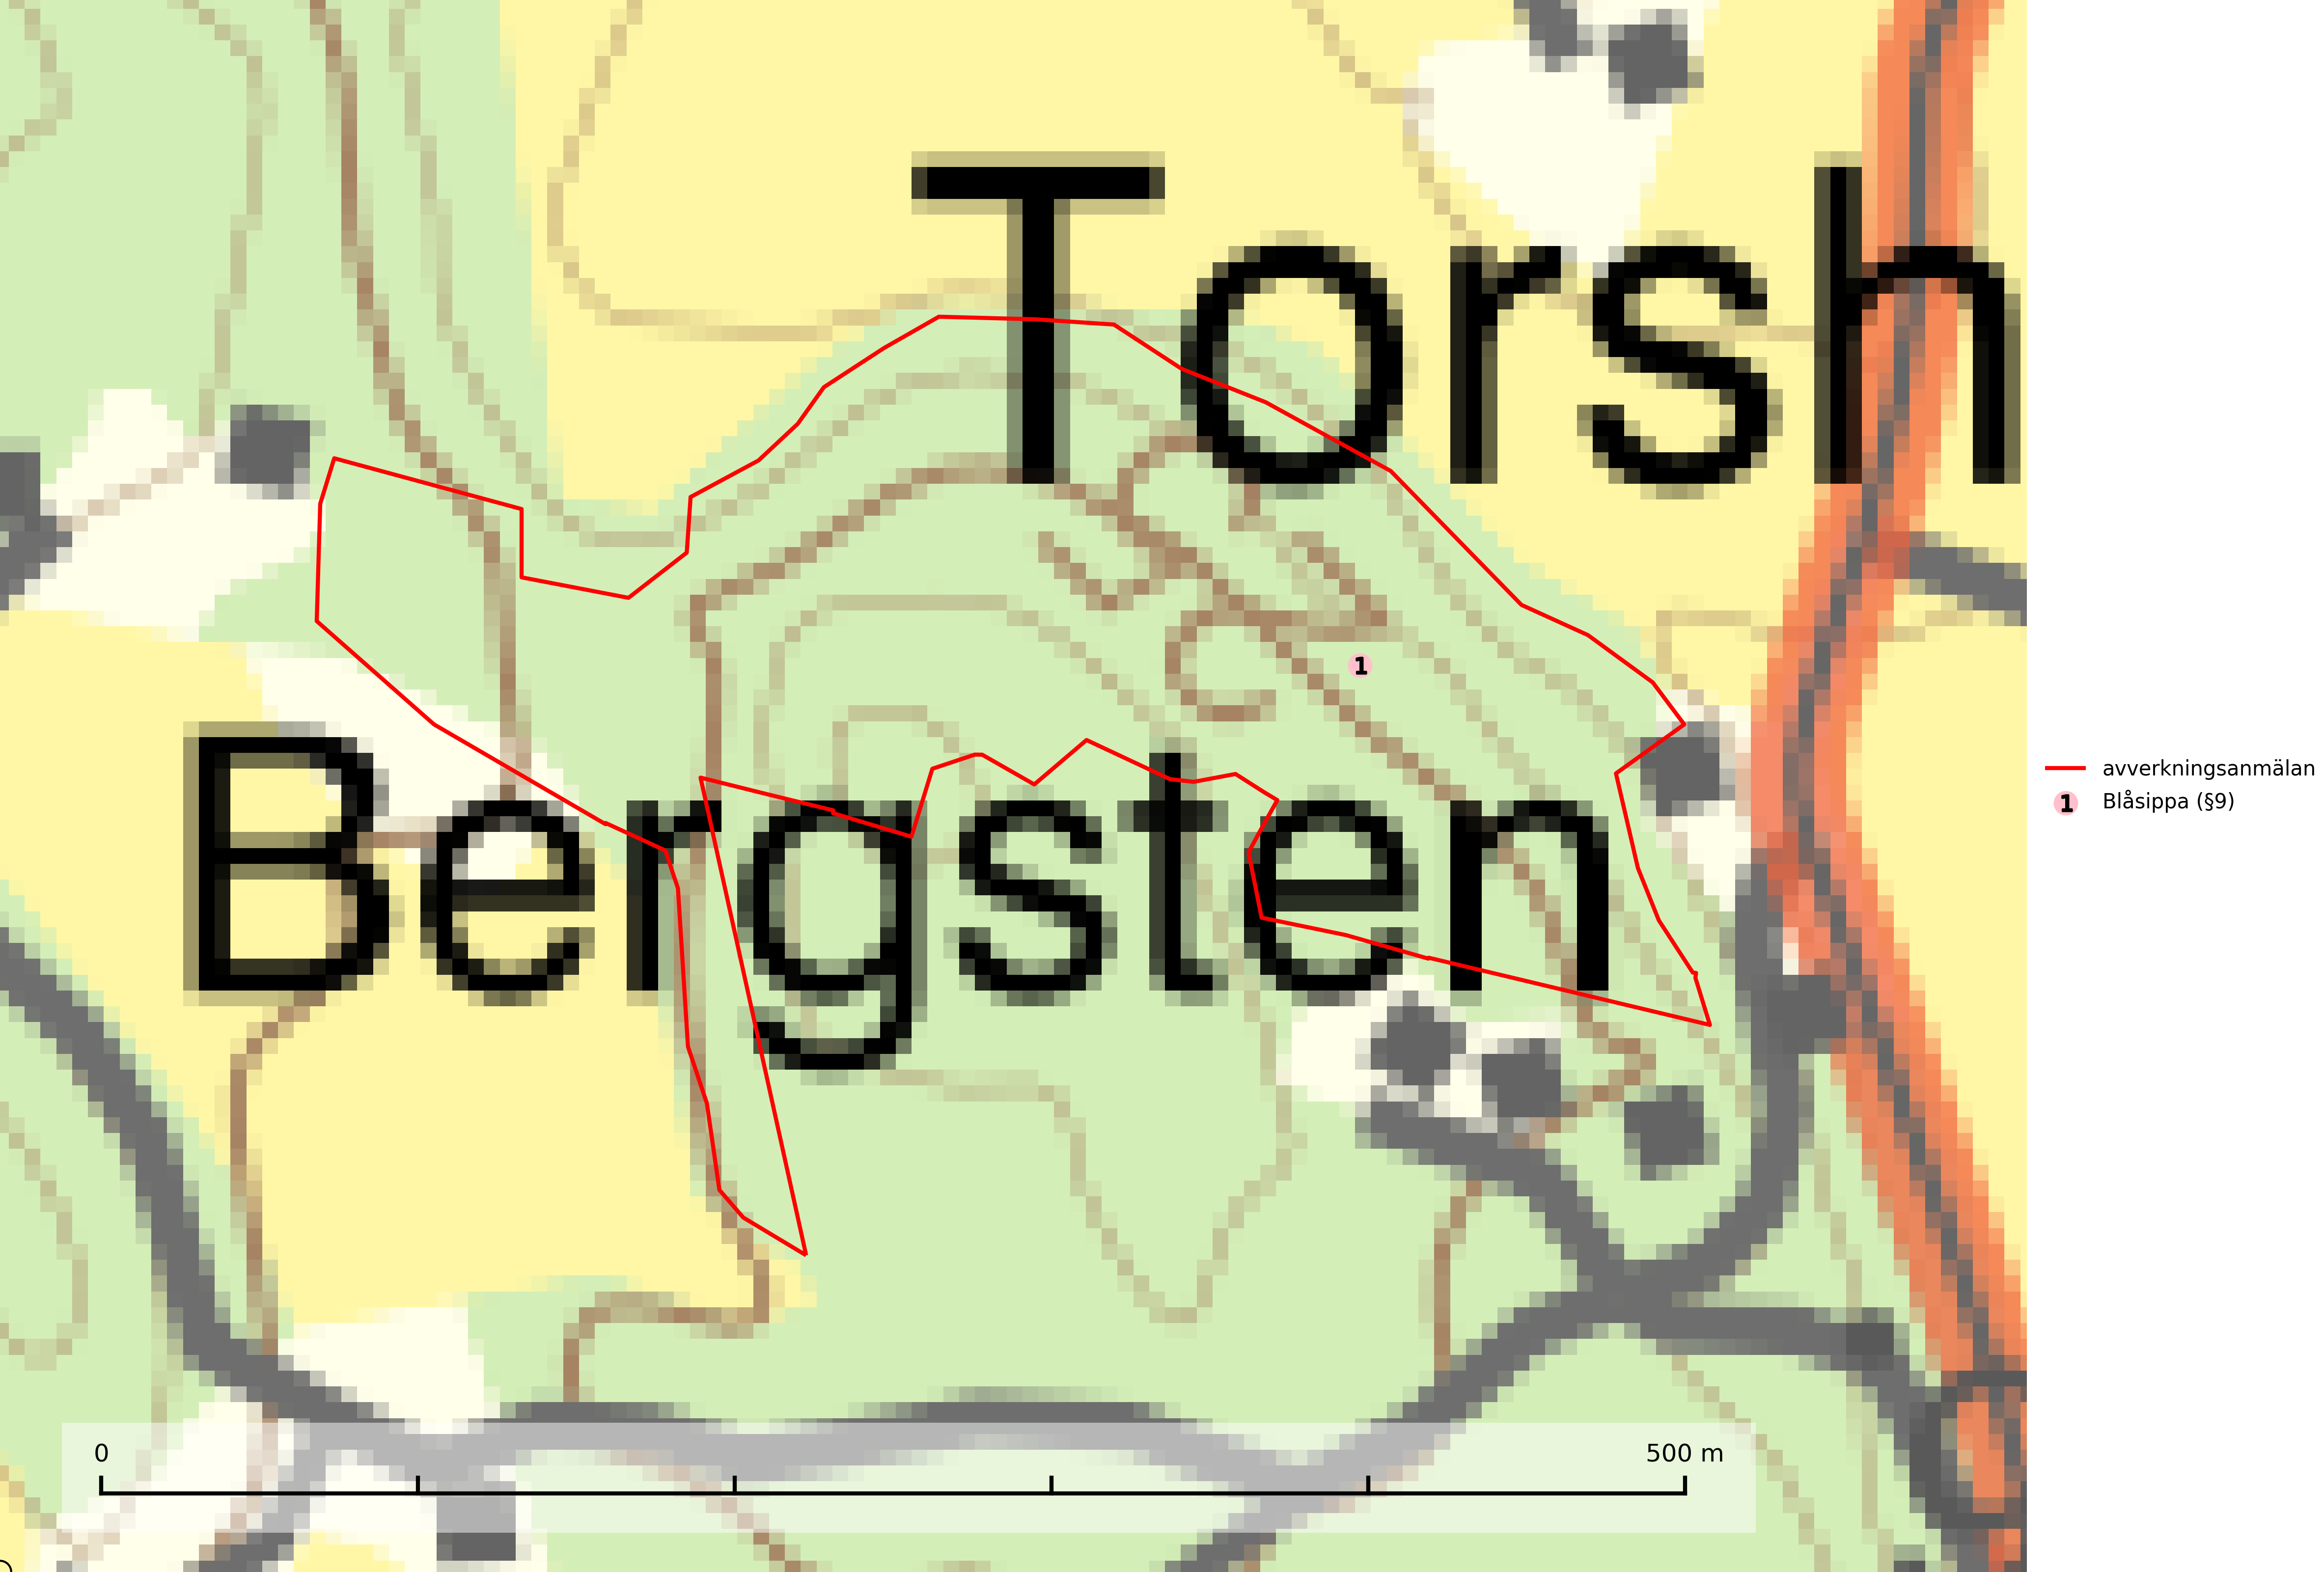 Torsh
1
Bergsten
avverkningsanmälan
1 Blåsippa (§9)
0 500 m